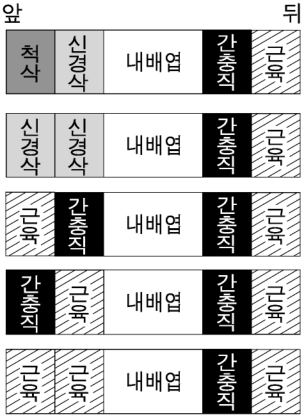 앞 뒤
척삭 신경삭 내배엽 간충직 근육
신경삭 신경삭 내배엽 간충직 근육
근육 간충직 내배엽 간충직 근육
간충직 근육 내배엽 간충직 근육
근육 근육 내배엽 간충직 근육